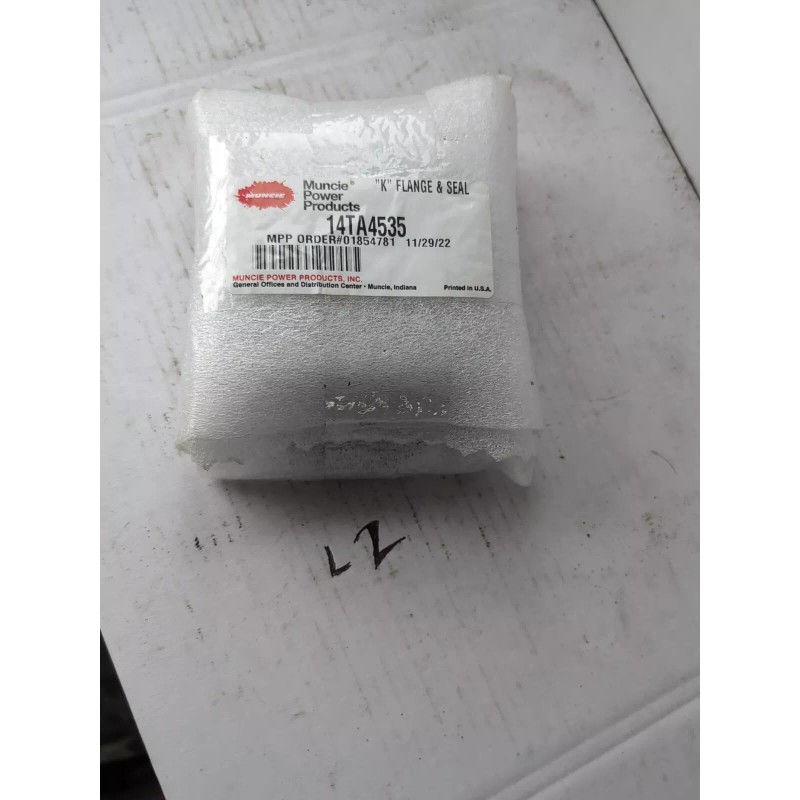 MUNCIE
Muncie® "K" FLANGE & SEAL
Power
Products
14TA4535
MPP ORDER#01854781 11/29/22
MUNCIE POWER PRODUCTS, INC.
General Offices and Distribution Center • Muncie, Indiana Printed in U.S.A.
LZ